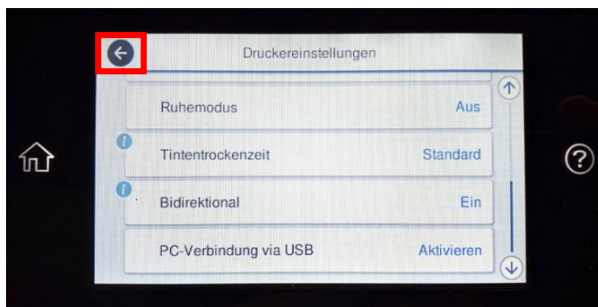 Druckereinstellungen
Ruhemodus Aus
Tintentrockenzeit Standard
Bidirektional Ein
PC-Verbindung via USB Aktivieren